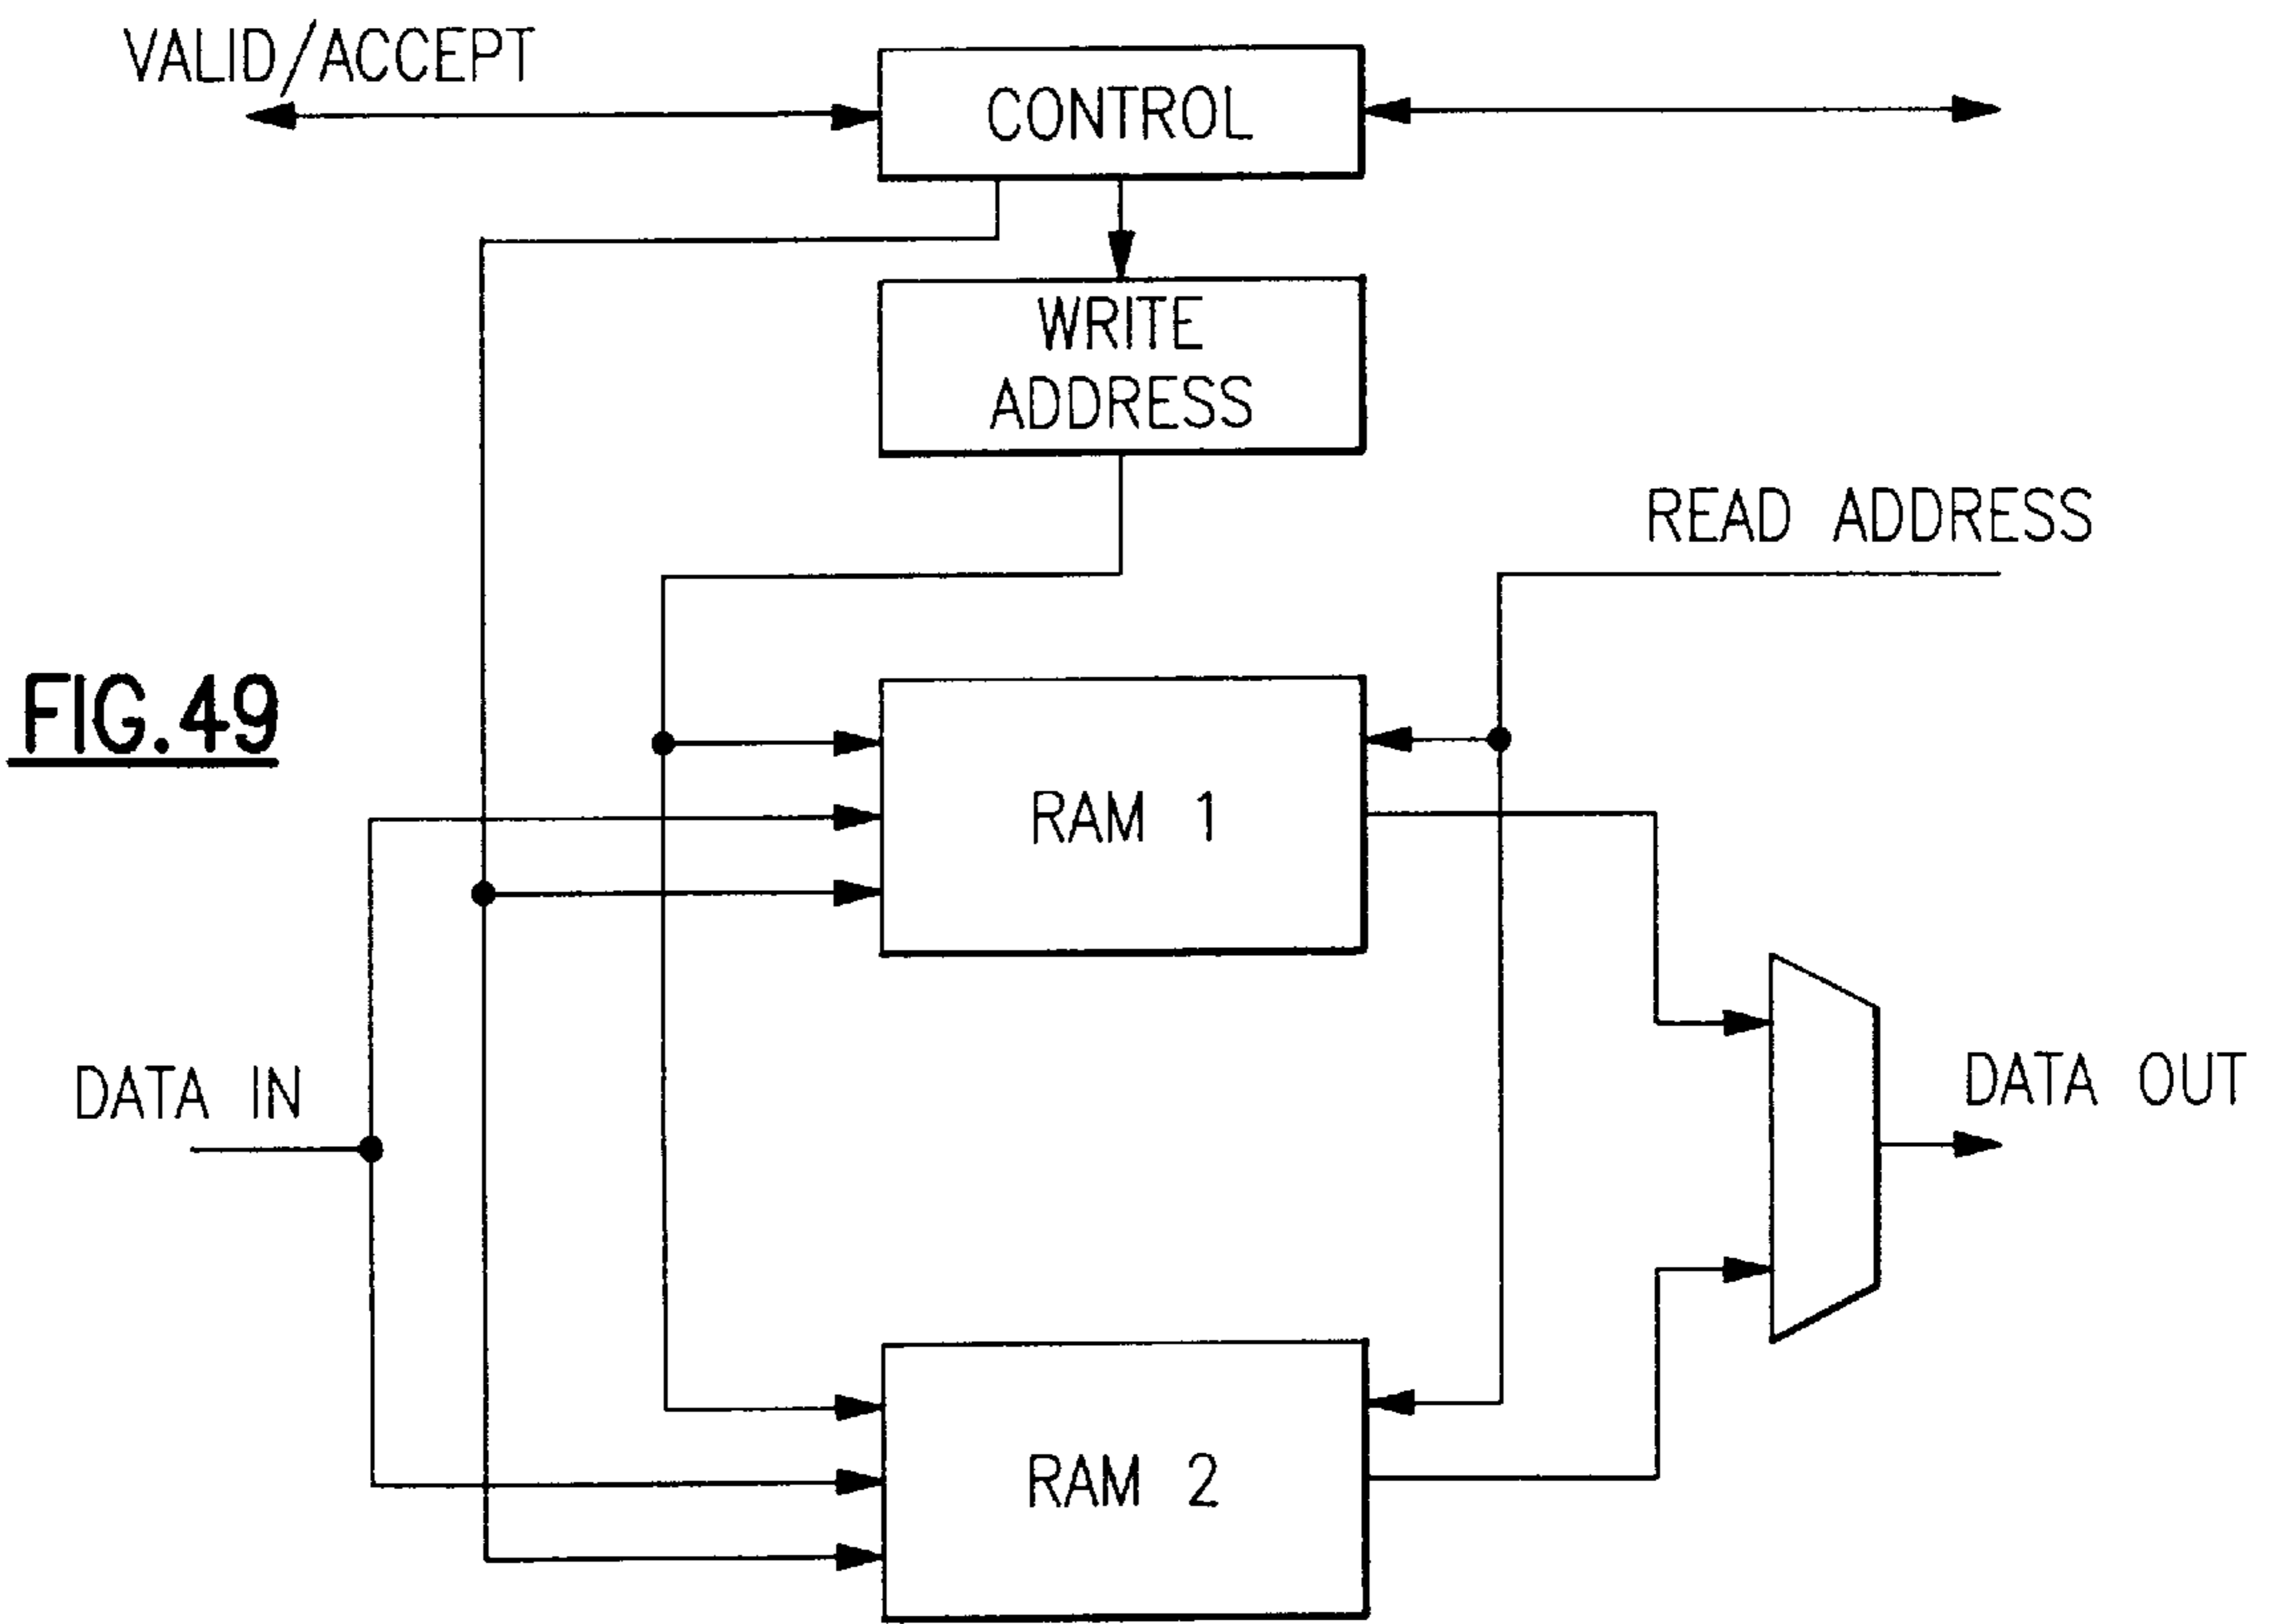 VALID/ACCEPT
CONTROL
WRITE
ADDRESS
READ ADDRESS
FIG.49
RAM 1
DATA IN
DATA OUT
RAM 2